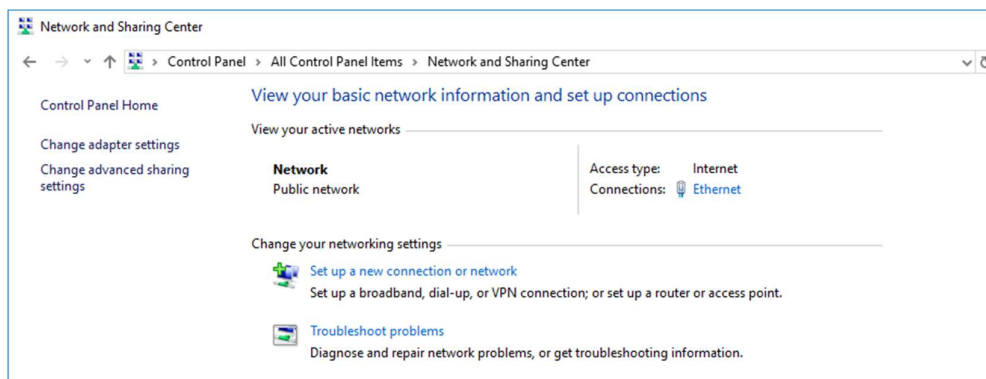 Network and Sharing Center
Control Panel > All Control Panel Items > Network and Sharing Center
Control Panel Home
Change adapter settings
Change advanced sharing
settings
View your basic network information and set up connections
View your active networks
Network
Public network
Access type: Internet
Connections: Ethernet
Change your networking settings
Set up a new connection or network
Set up a broadband, dial-up, or VPN connection; or set up a router or access point.
Troubleshoot problems
Diagnose and repair network problems, or get troubleshooting information.